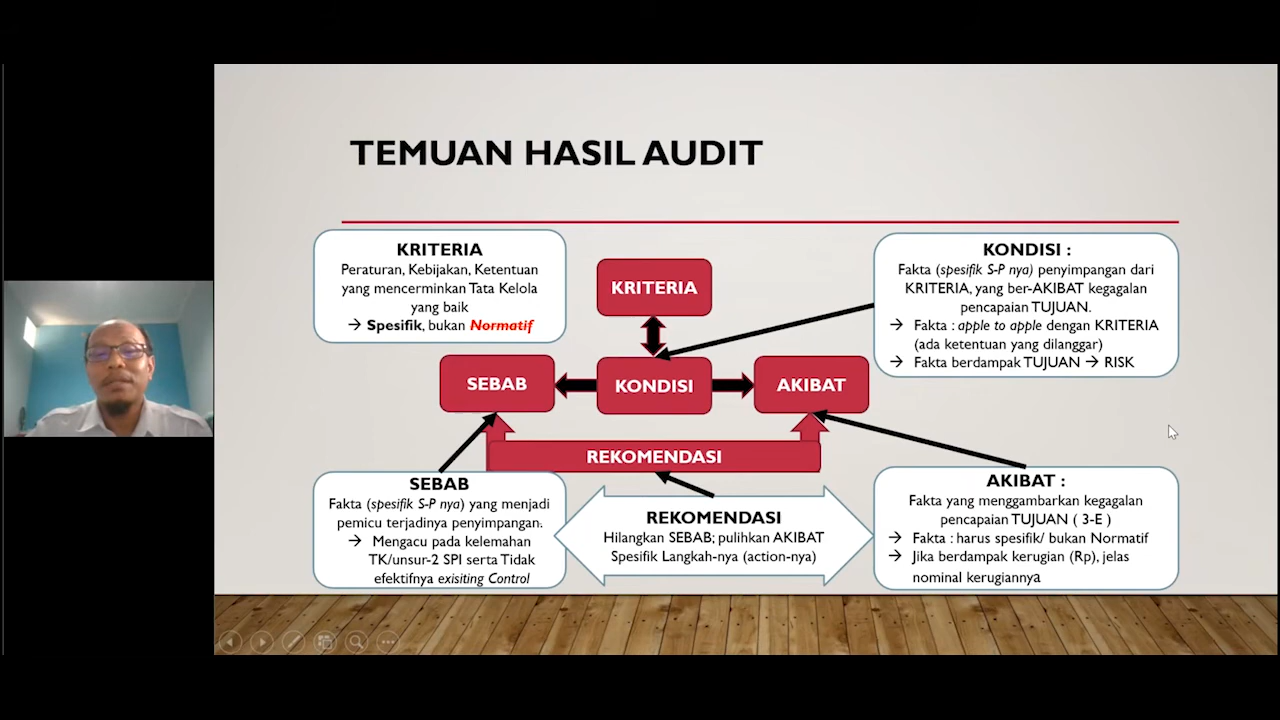 TEMUAN HASIL AUDIT
KRITERIA
Peraturan, Kebijakan, Ketentuan
yang mencerminkan Tata Kelola
yang baik
→ Spesifik, bukan Normatif
KRITERIA
KONDISI :
Fakta (spesifik S-P nya) penyimpangan dari
KRITERIA, yang ber-AKIBAT kegagalan
pencapaian TUJUAN.
→ Fakta : apple to apple dengan KRITERIA
(ada ketentuan yang dilanggar)
→ Fakta berdampak TUJUAN → RISK
SEBAB
KONDISI
AKIBAT
REKOMENDASI
SEBAB
Fakta (spesifik S-P nya) yang menjadi
pemicu terjadinya penyimpangan.
→ Mengacu pada kelemahan
TK/unsur-2 SPI serta Tidak
efektifnya exisiting Control
REKOMENDASI
Hilangkan SEBAB; pulihkan AKIBAT
Spesifik Langkah-nya (action-nya)
AKIBAT :
Fakta yang menggambarkan kegagalan
pencapaian TUJUAN ( 3-E )
→ Fakta : harus spesifik/ bukan Normatif
→ Jika berdampak kerugian (Rp), jelas
nominal kerugiannya